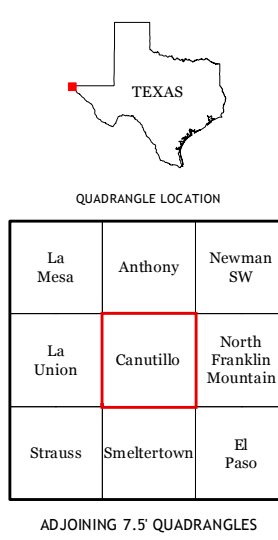 TEXAS
QUADRANGLE LOCATION
La
Mesa
Anthony
Newman
SW
La
Union
Canutillo
North
Franklin
Mountain
Strauss
Smeltertown
El
Paso
ADJOINING 7.5' QUADRANGLES